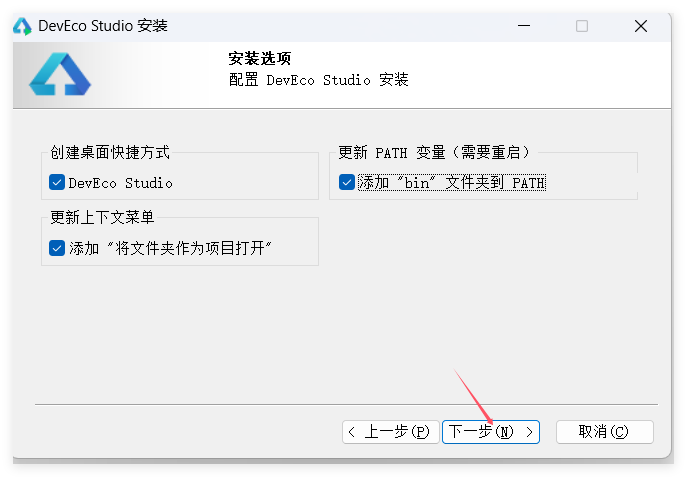 DevEco Studio 安装
安装选项
配置 DevEco Studio 安装
创建桌面快捷方式
DevEco Studio
更新 PATH 变量（需要重启）
添加 "bin" 文件夹到 PATH
更新上下文菜单
添加 "将文件夹作为项目打开"
< 上一步(P)
下一步(N) >
取消(C)